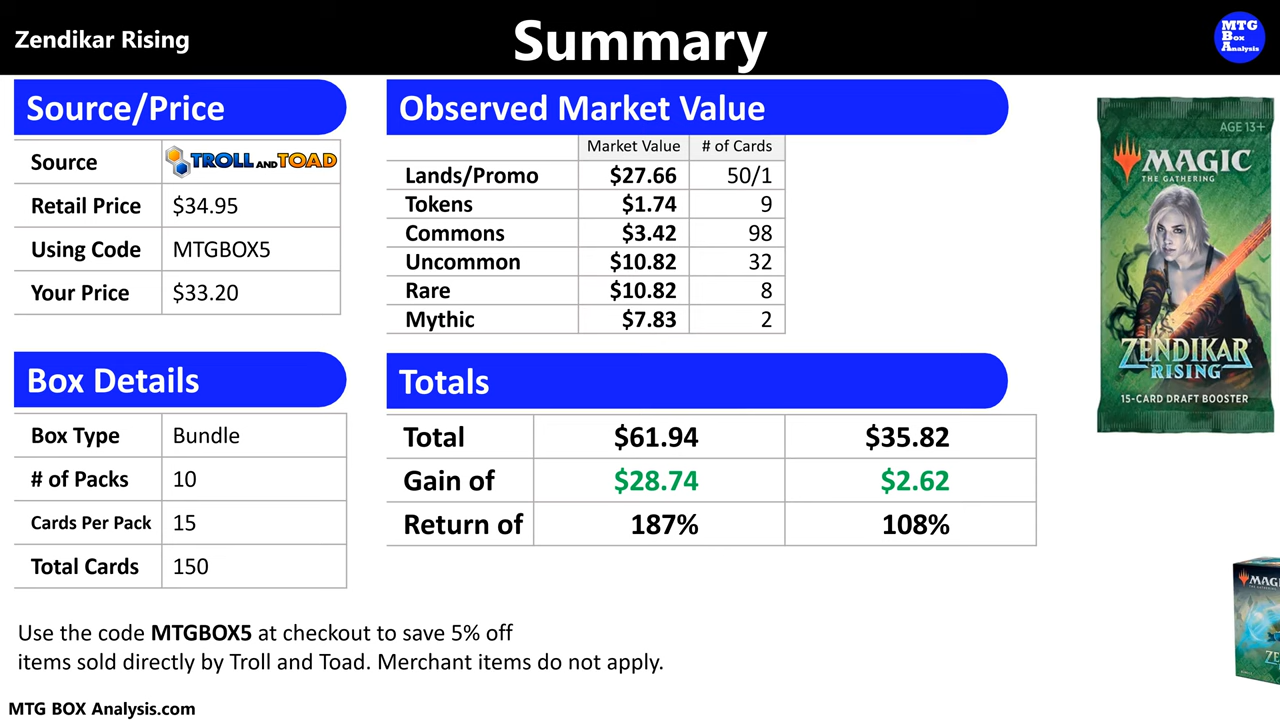 Zendikar Rising
Summary
MTG
Box
Analysis
Source/Price
Source TROLL AND TOAD
Retail Price $34.95
Using Code MTGBOX5
Your Price $33.20
Observed Market Value
Market Value # of Cards
Lands/Promo $27.66 50/1
Tokens $1.74 9
Commons $3.42 98
Uncommon $10.82 32
Rare $10.82 8
Mythic $7.83 2
AGE 13+
MAGIC
THE GATHERING
ZENDIKAR
RISING
15-CARD DRAFT BOOSTER
Box Details
Box Type Bundle
# of Packs 10
Cards Per Pack 15
Total Cards 150
Totals
Total $61.94 $35.82
Gain of $28.74 $2.62
Return of 187% 108%
Use the code MTGBOX5 at checkout to save 5% off
items sold directly by Troll and Toad. Merchant items do not apply.
MTG BOX Analysis.com